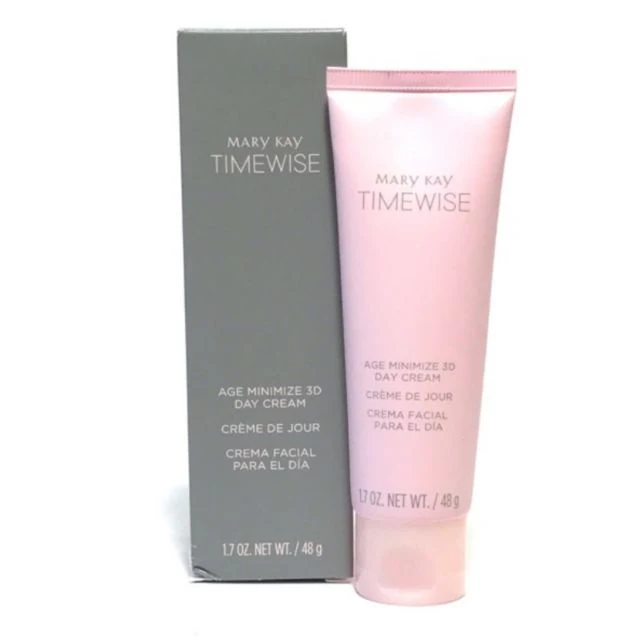 MARY KAY
TIMEWISE
AGE MINIMIZE 3D
DAY CREAM
CRÈME DE JOUR
CREMA FACIAL
PARA EL DÍA
1.7 OZ. NET WT. / 48 g
MARY KAY
TIMEWISE
AGE MINIMIZE 3D
DAY CREAM
CRÈME DE JOUR
CREMA FACIAL
PARA EL DÍA
1.7 OZ. NET WT. / 48 g